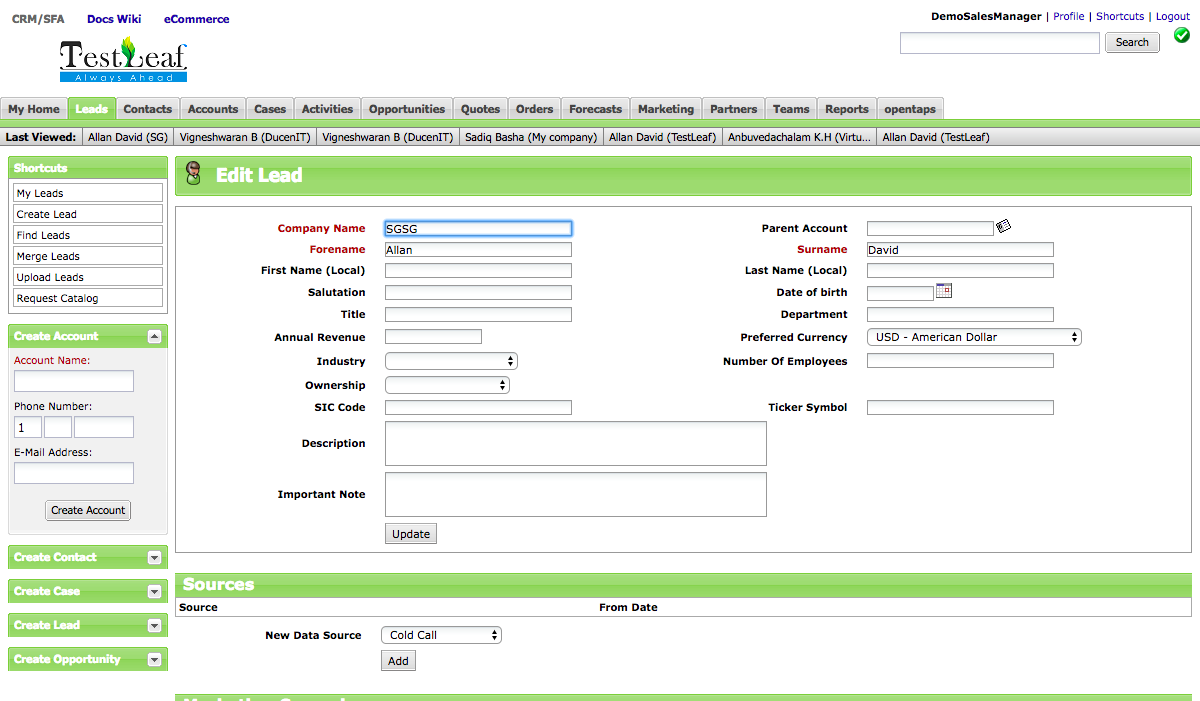 CRM/SFA Docs Wiki eCommerce
DemoSalesManager | Profile | Shortcuts | Logout
TestLeaf
Always Ahead
Search
My Home Leads Contacts Accounts Cases Activities Opportunities Quotes Orders Forecasts Marketing Partners Teams Reports opentaps
Last Viewed: Allan David (SG) Vigneshwaran B (DucenIT) Vigneshwaran B (DucenIT) Sadiq Basha (My company) Allan David (TestLeaf) Anbuvedachalam K.H (Virtu... Allan David (TestLeaf)
Shortcuts
My Leads
Create Lead
Find Leads
Merge Leads
Upload Leads
Request Catalog
Create Account
Account Name:
Phone Number:
1
E-Mail Address:
Create Account
Create Contact
Create Case
Create Lead
Create Opportunity
Edit Lead
Company Name SGSG Parent Account
Forename Allan Surname David
First Name (Local) Last Name (Local)
Salutation Date of birth
Title Department
Annual Revenue Preferred Currency USD - American Dollar
Industry Number Of Employees
Ownership
SIC Code Ticker Symbol
Description
Important Note
Update
Sources
Source From Date
New Data Source Cold Call
Add